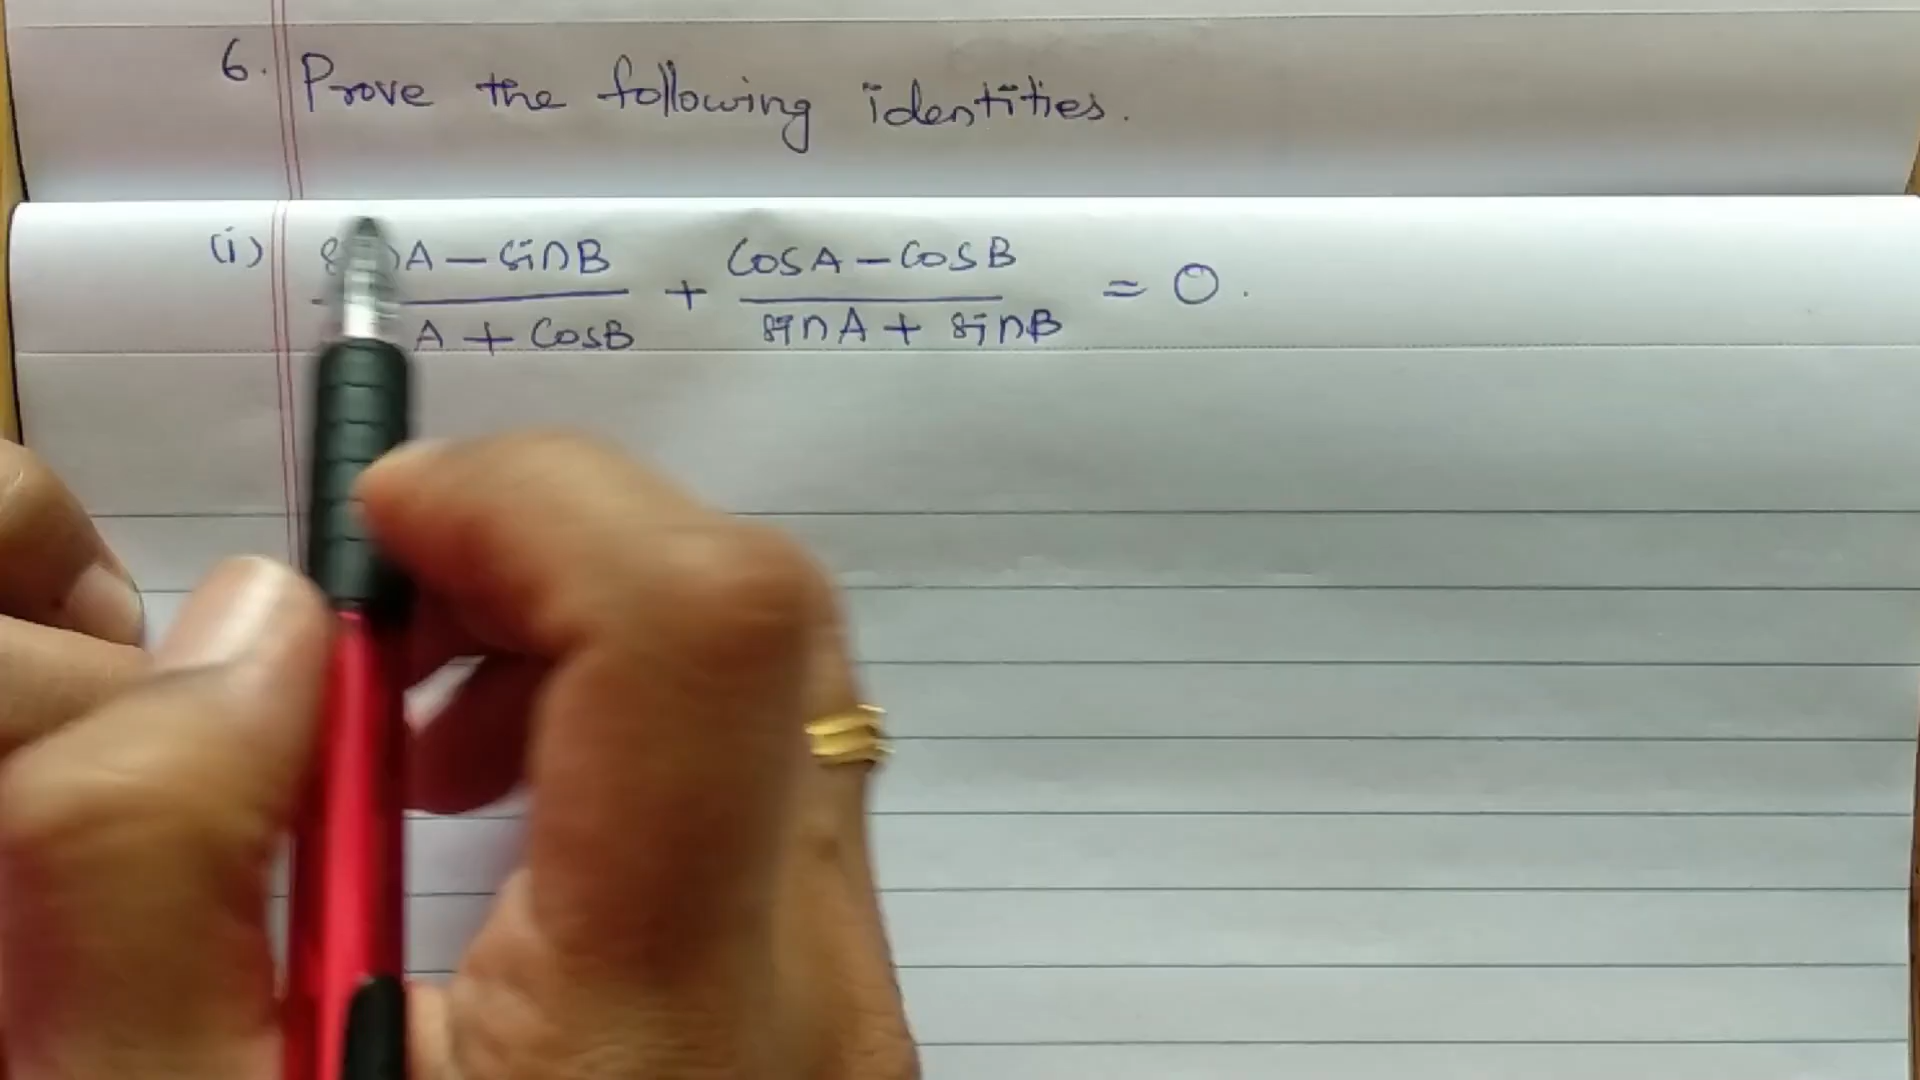 6. Prove the following identities.
(i) A - sinB / A + cosB + cosA - cosB / sinA + sinB = 0.